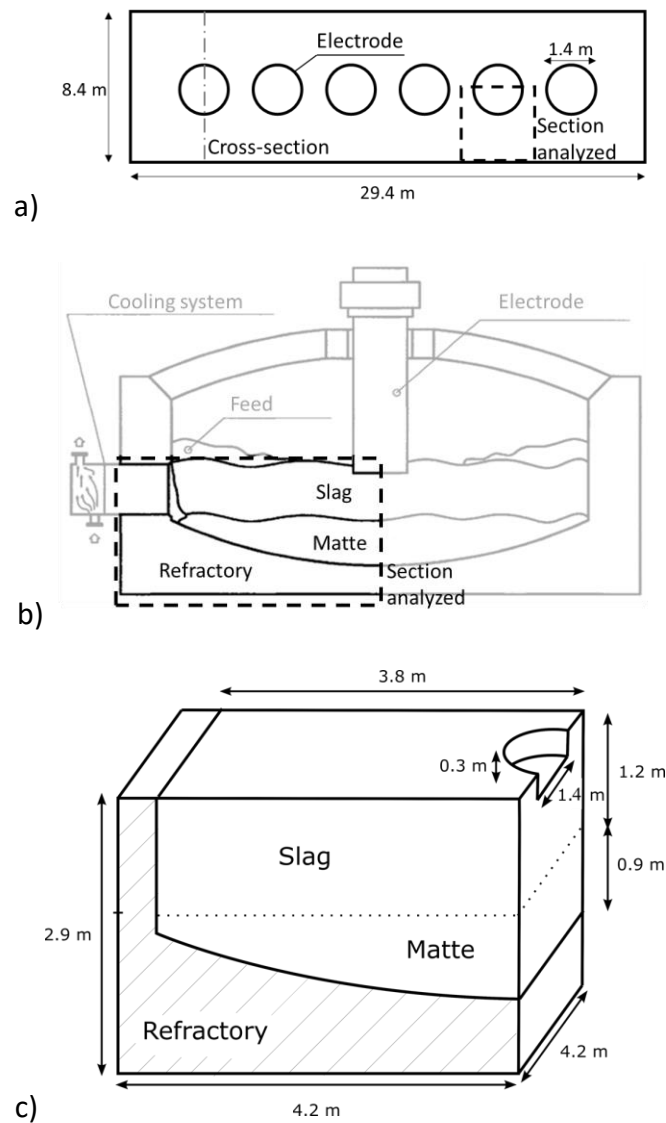 Electrode
1.4 m
8.4 m
Cross-section
Section
analyzed
29.4 m
a)
Cooling system
Electrode
Feed
Slag
Matte
Refractory
Section
analyzed
b)
3.8 m
0.3 m
1.2 m
1.4 m
Slag
0.9 m
2.9 m
Matte
Refractory
4.2 m
4.2 m
c)